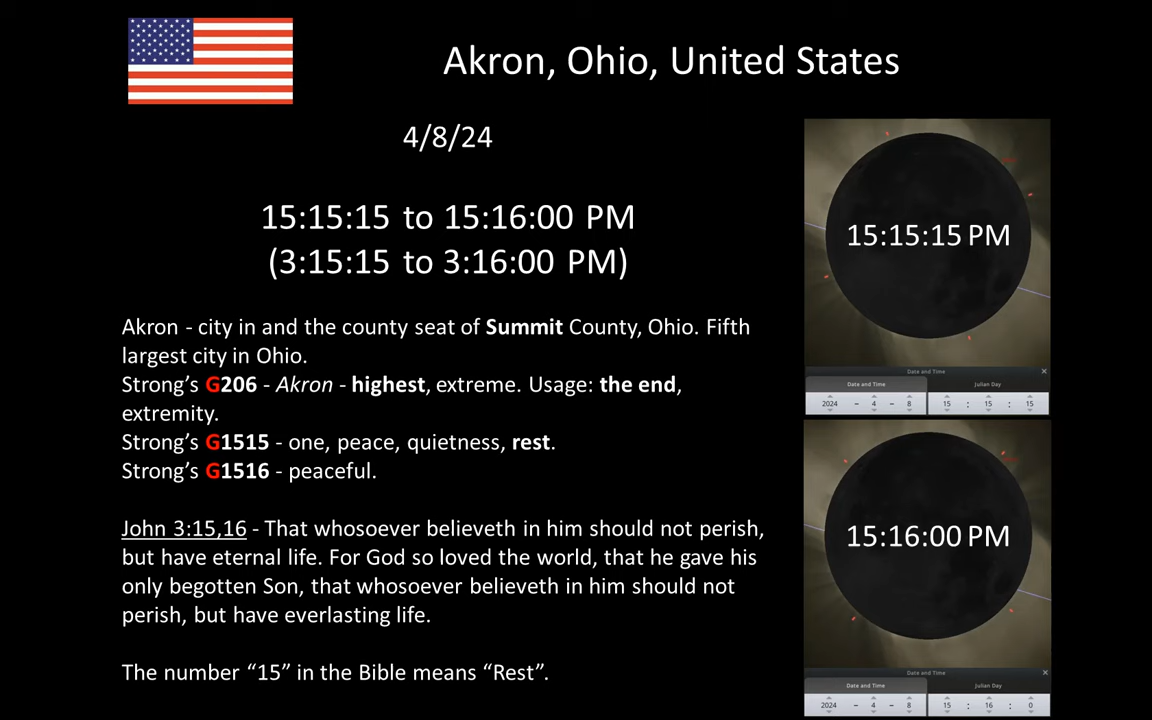 Akron, Ohio, United States
4/8/24
15:15:15 to 15:16:00 PM
(3:15:15 to 3:16:00 PM)
Akron - city in and the county seat of Summit County, Ohio. Fifth
largest city in Ohio.
Strong's G206 - Akron - highest, extreme. Usage: the end,
extremity.
Strong's G1515 - one, peace, quietness, rest.
Strong's G1516 - peaceful.
John 3:15,16 - That whosoever believeth in him should not perish,
but have eternal life. For God so loved the world, that he gave his
only begotten Son, that whosoever believeth in him should not
perish, but have everlasting life.
The number “15” in the Bible means “Rest”.
15:15:15 PM
Date and Time
Date and Time Julian Day
2024 - 4 - 8 15 : 15 : 15
15:16:00 PM
Date and Time
Date and Time Julian Day
2024 - 4 - 8 15 : 16 : 0